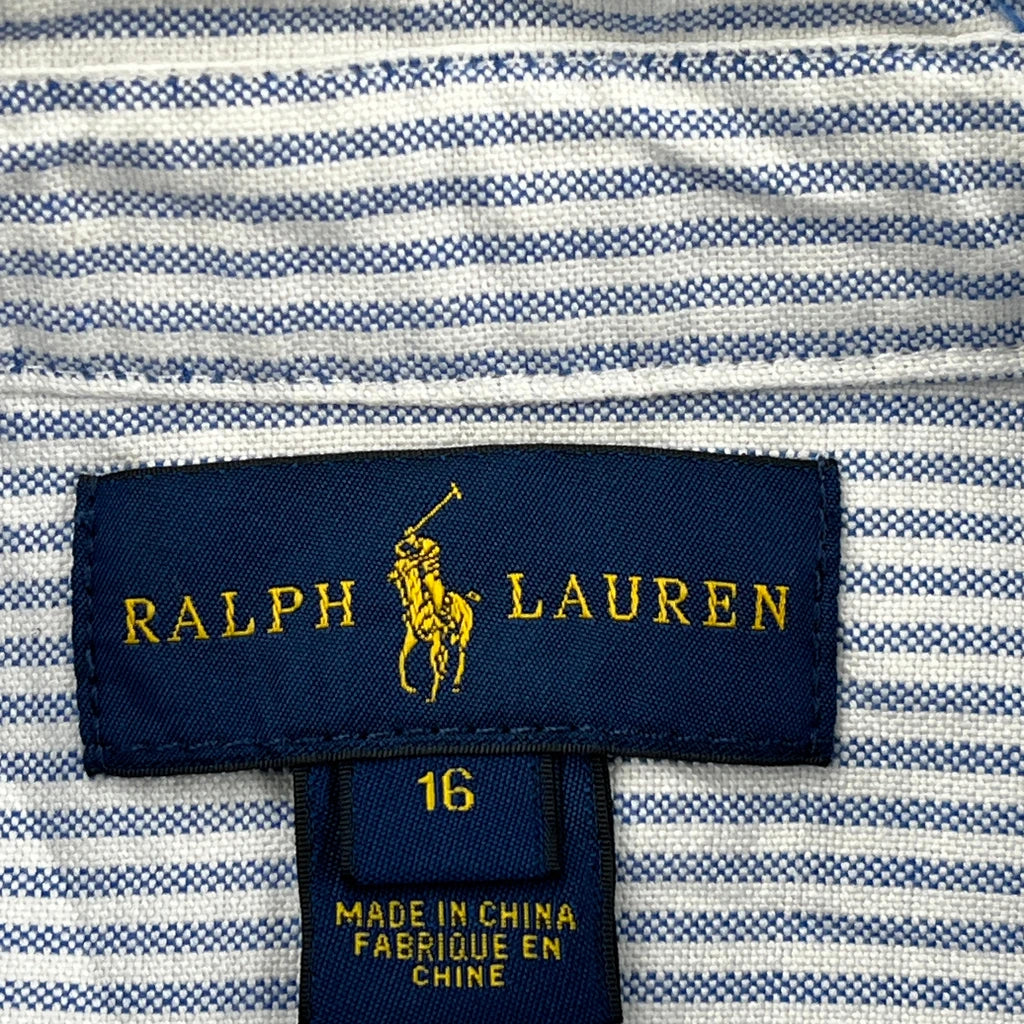 RALPH LAUREN
16
MADE IN CHINA
FABRIQUE EN
CHINE